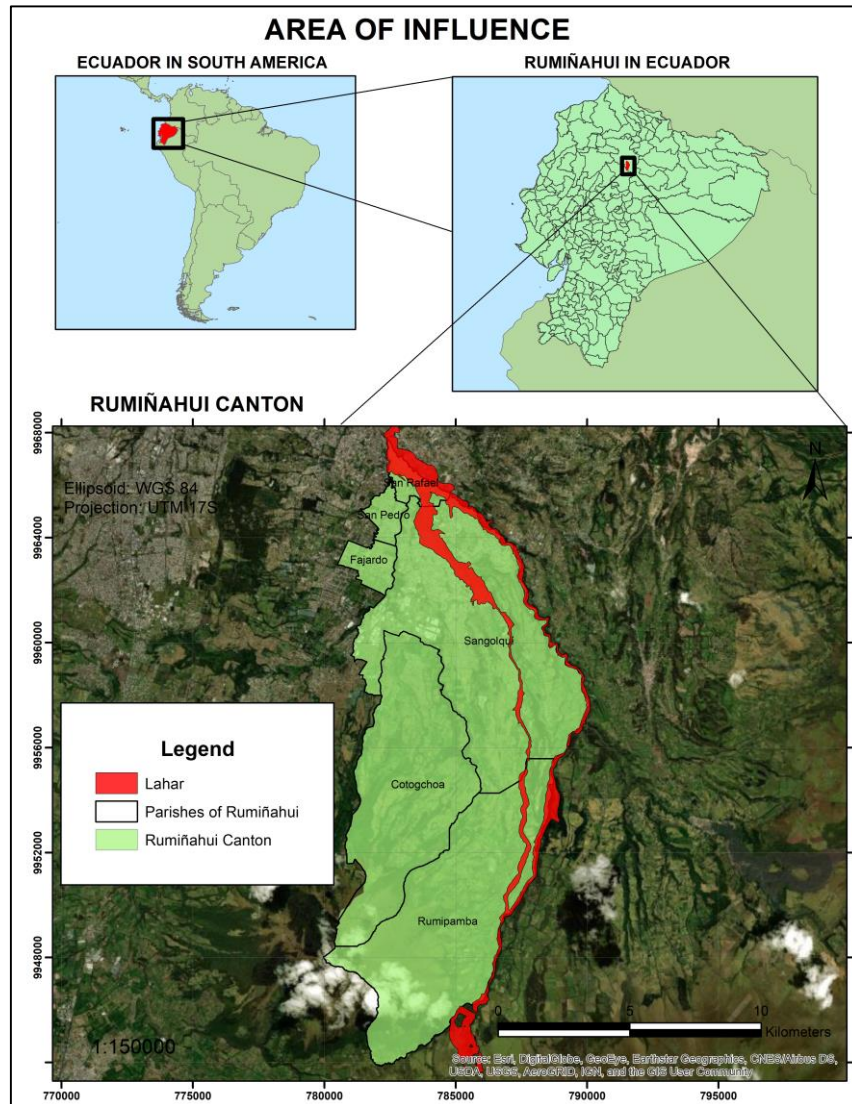 AREA OF INFLUENCE
ECUADOR IN SOUTH AMERICA
RUMIÑAHUI IN ECUADOR
RUMIÑAHUI CANTON
9968000
9964000
9960000
9956000
9952000
9948000
N
Ellipsoid: WGS 84
Projection: UTM 17S
San Rafael
San Pedro
Fajardo
Sangolqui
Cotogchoa
Rumipamba
Legend
Lahar
Parishes of Rumiñahui
Rumiñahui Canton
0 5 10
Kilometers
1:150000
Source: Esri, DigitalGlobe, GeoEye, Earthstar Geographics, CNES/Airbus DS,
USDA, USGS, AeroGRID, IGN, and the GIS User Community
770000 775000 780000 785000 790000 795000